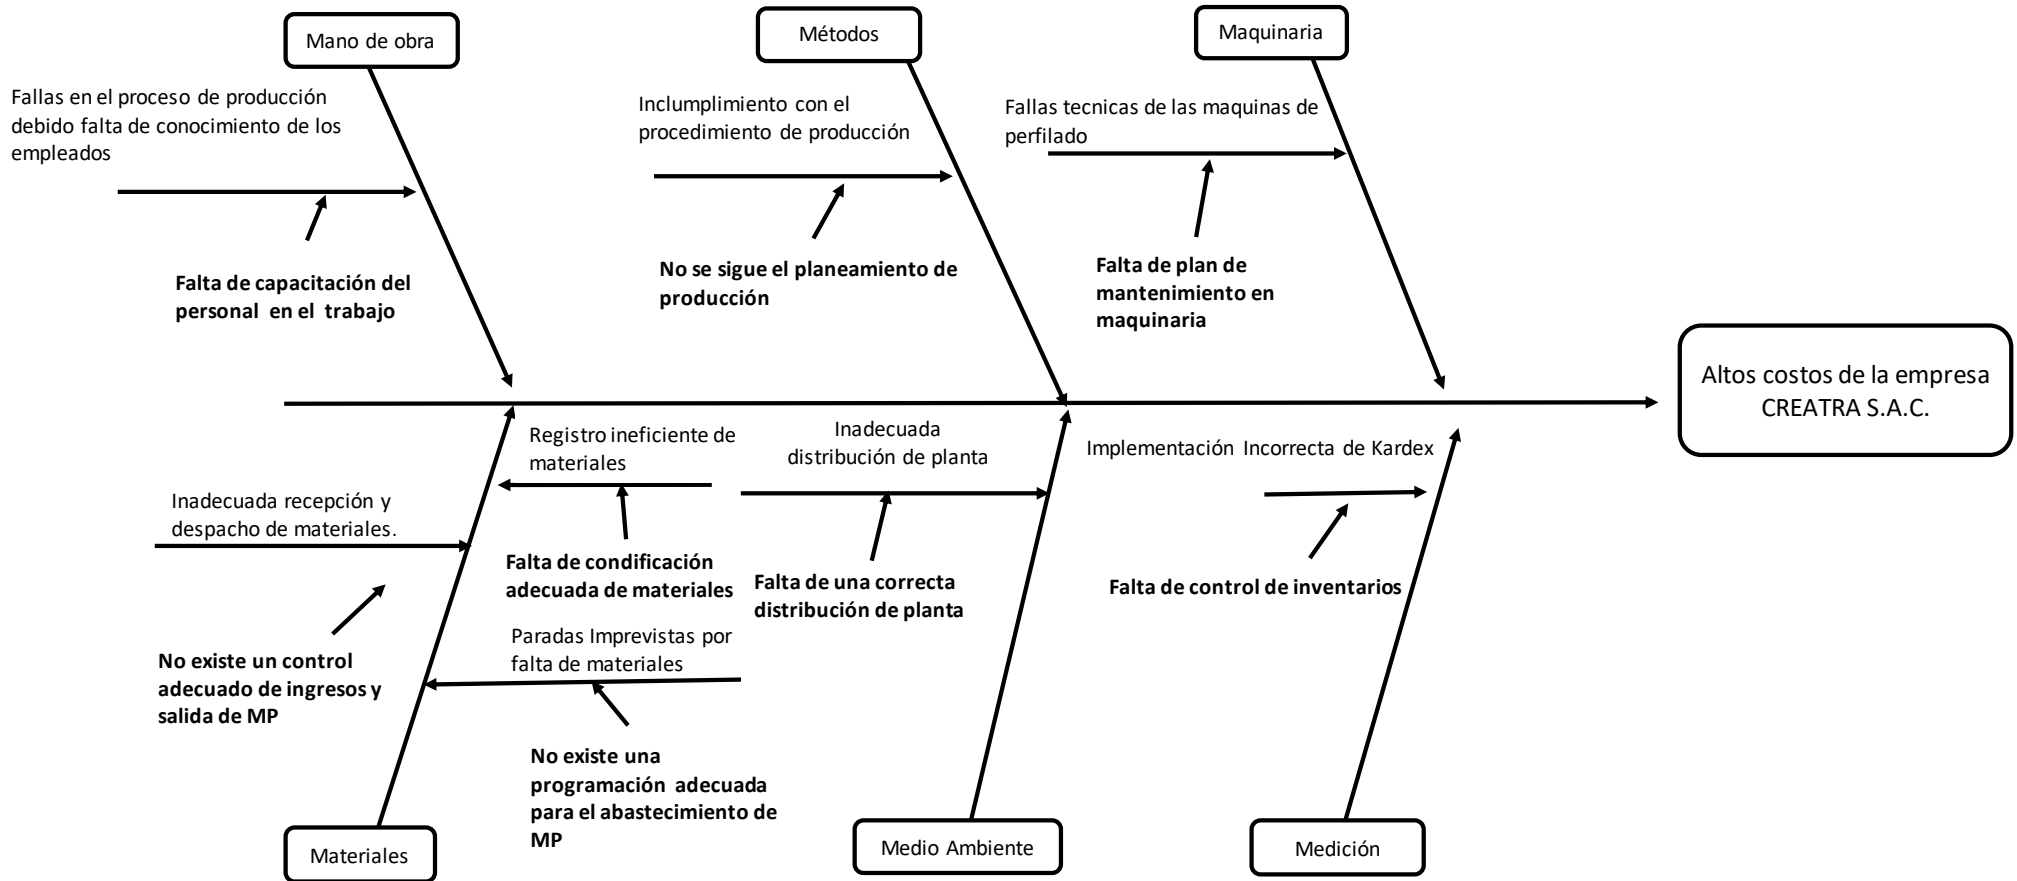 Mano de obra
Métodos
Maquinaria
Fallas en el proceso de producción
debido falta de conocimiento de los
empleados
Inclumplimiento con el
procedimiento de producción
Fallas tecnicas de las maquinas de
perfilado
Falta de capacitación del
personal en el trabajo
No se sigue el planeamiento de
producción
Falta de plan de
mantenimiento en
maquinaria
Altos costos de la empresa
CREATRA S.A.C.
Registro ineficiente de
materiales
Inadecuada
distribución de planta
Implementación Incorrecta de Kardex
Inadecuada recepción y
despacho de materiales.
Falta de condificación
adecuada de materiales
Falta de una correcta
distribución de planta
Falta de control de inventarios
Paradas Imprevistas por
falta de materiales
No existe un control
adecuado de ingresos y
salida de MP
No existe una
programación adecuada
para el abastecimiento de
MP
Materiales
Medio Ambiente
Medición